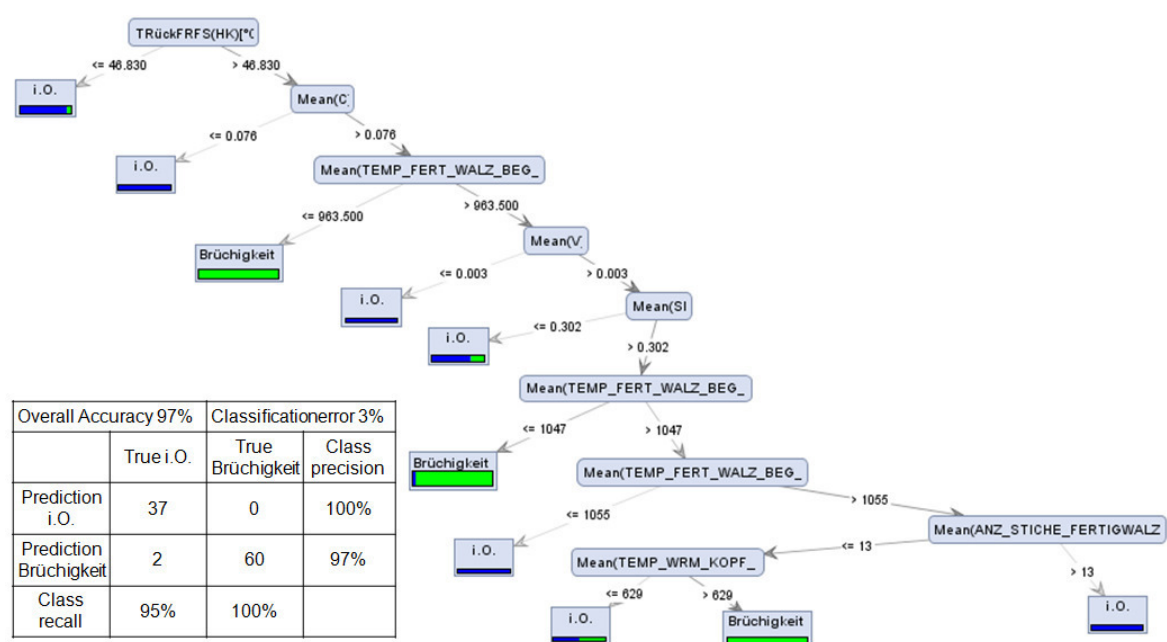 TRückFRFS(HK)[°(
<= 46.830
> 46.830
i.O.
Mean(C)
<= 0.076
> 0.076
i.O.
Mean(TEMP_FERT_WALZ_BEG_
<= 963.500
> 963.500
Brüchigkeit
Mean(V)
<= 0.003
> 0.003
i.O.
Mean(SI
<= 0.302
> 0.302
i.O.
Mean(TEMP_FERT_WALZ_BEG_
<= 1047
> 1047
Brüchigkeit
Mean(TEMP_FERT_WALZ_BEG_
<= 1055
> 1055
i.O.
Mean(ANZ_STICHE_FERTIGWALZ
<= 13
> 13
Mean(TEMP_WRM_KOPF_
i.O.
<= 629
> 629
i.O.
Brüchigkeit
Overall Accuracy 97% Classificationerror 3%
True i.O. True Brüchigkeit Class precision
Prediction i.O. 37 0 100%
Prediction Brüchigkeit 2 60 97%
Class recall 95% 100%